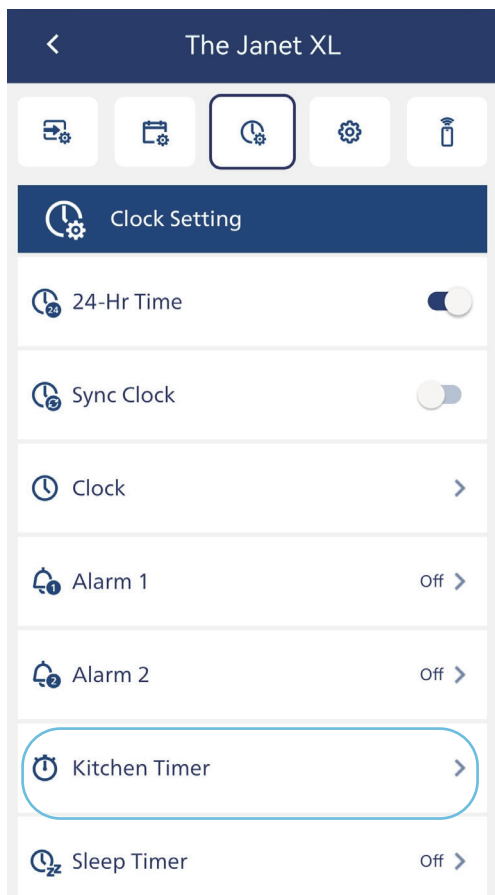 The Janet XL
Clock Setting
24-Hr Time
Sync Clock
Clock
Alarm 1 Off
Alarm 2 Off
Kitchen Timer
Sleep Timer Off